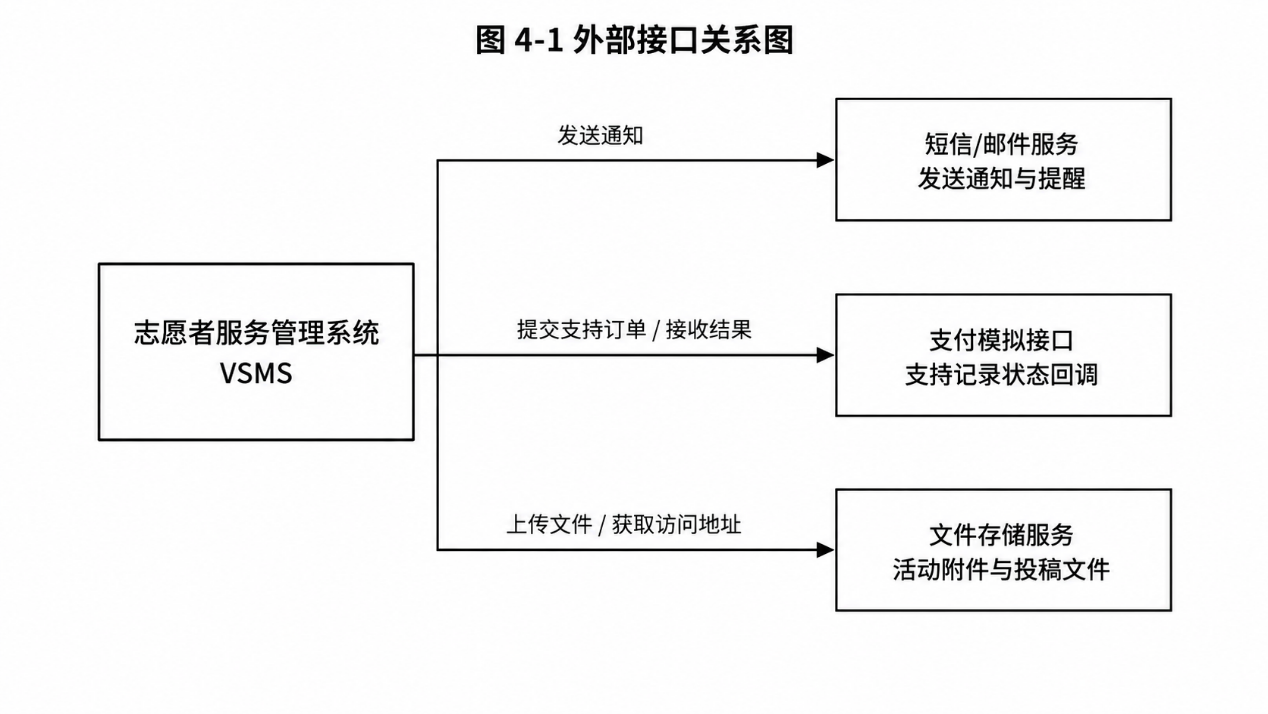 图 4-1 外部接口关系图
发送通知
短信/邮件服务
发送通知与提醒
志愿者服务管理系统
VSMS
提交支持订单 / 接收结果
支付模拟接口
支持记录状态回调
上传文件 / 获取访问地址
文件存储服务
活动附件与投稿文件